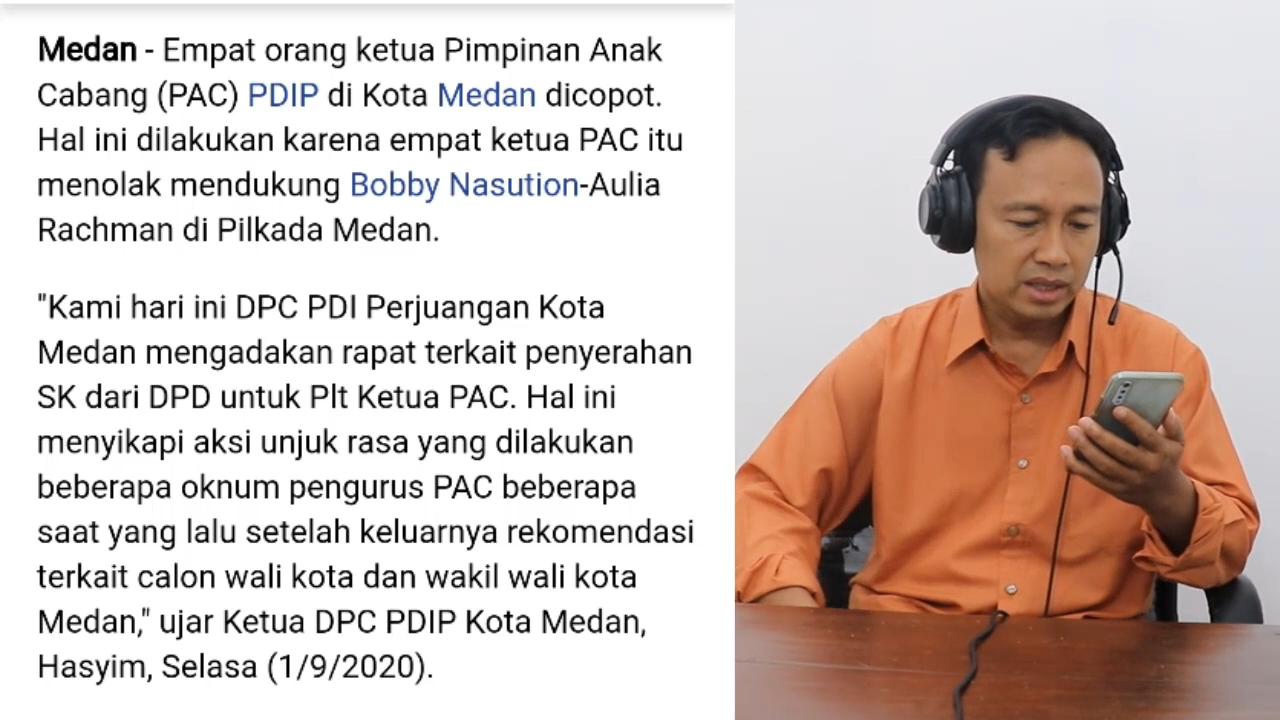 Medan - Empat orang ketua Pimpinan Anak
Cabang (PAC) PDIP di Kota Medan dicopot.
Hal ini dilakukan karena empat ketua PAC itu
menolak mendukung Bobby Nasution-Aulia
Rachman di Pilkada Medan.
"Kami hari ini DPC PDI Perjuangan Kota
Medan mengadakan rapat terkait penyerahan
SK dari DPD untuk Plt Ketua PAC. Hal ini
menyikapi aksi unjuk rasa yang dilakukan
beberapa oknum pengurus PAC beberapa
saat yang lalu setelah keluarnya rekomendasi
terkait calon wali kota dan wakil wali kota
Medan," ujar Ketua DPC PDIP Kota Medan,
Hasyim, Selasa (1/9/2020).